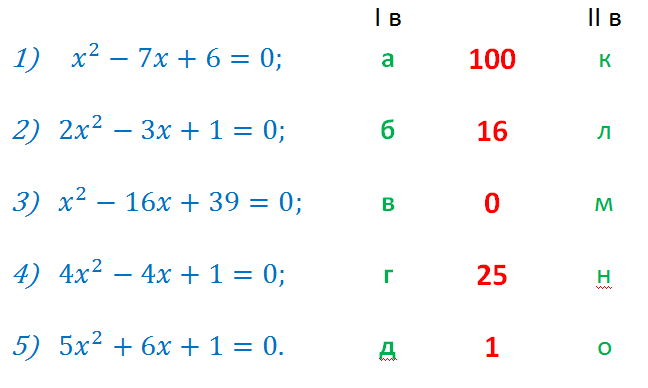 I в II в
1) x² − 7x + 6 = 0; а 100 к
2) 2x² − 3x + 1 = 0; б 16 л
3) x² − 16x + 39 = 0; в 0 м
4) 4x² − 4x + 1 = 0; г 25 н
5) 5x² + 6x + 1 = 0. д 1 о